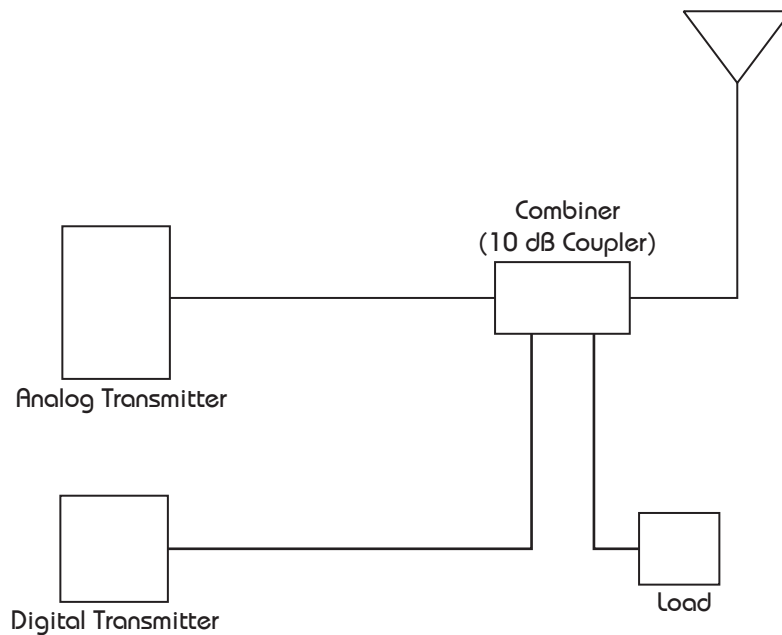 Combiner
(10 dB Coupler)
Analog Transmitter
Digital Transmitter
Load